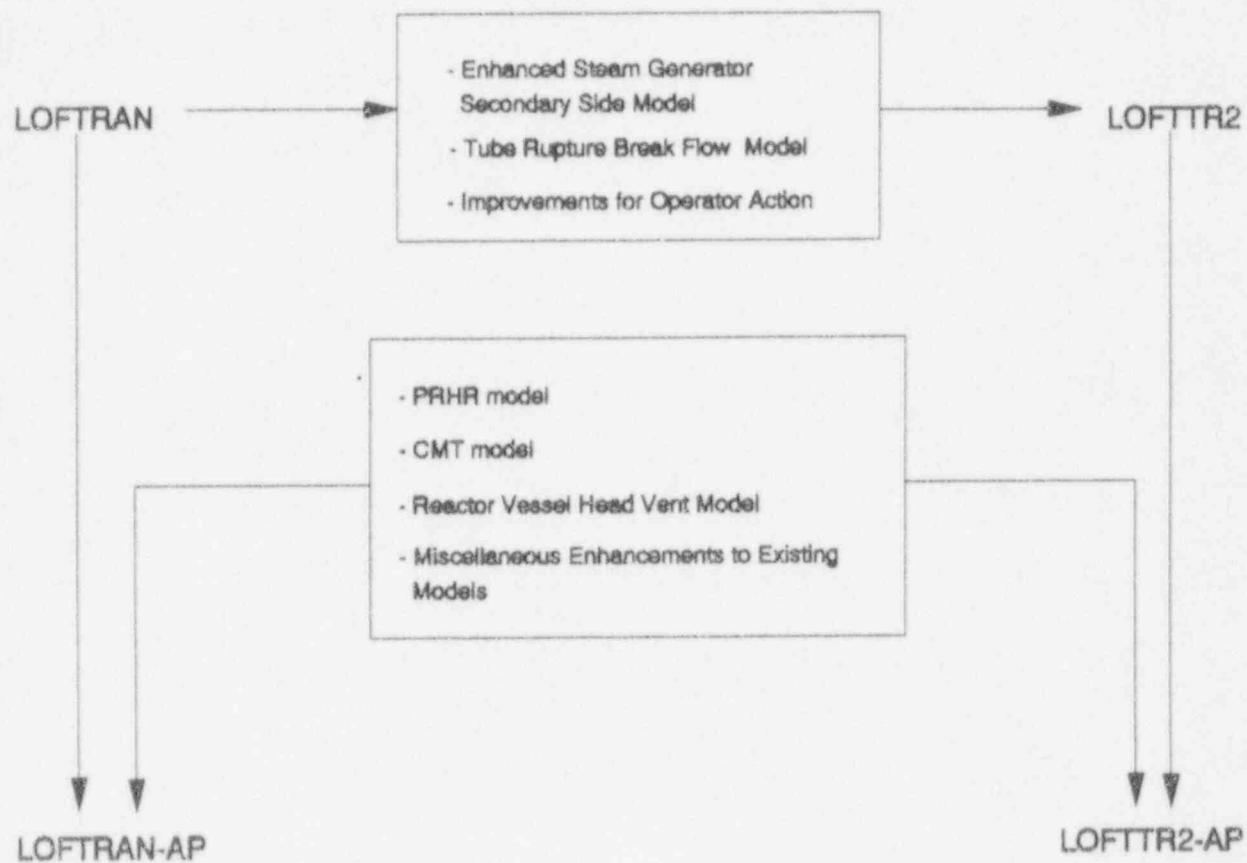 - Enhanced Steam Generator
Secondary Side Model
LOFTRAN
LOFTTR2
- Tube Rupture Break Flow Model
- Improvements for Operator Action
- PRHR model
- CMT model
- Reactor Vessel Head Vent Model
- Miscellaneous Enhancements to Existing
Models
LOFTRAN-AP
LOFTTR2-AP